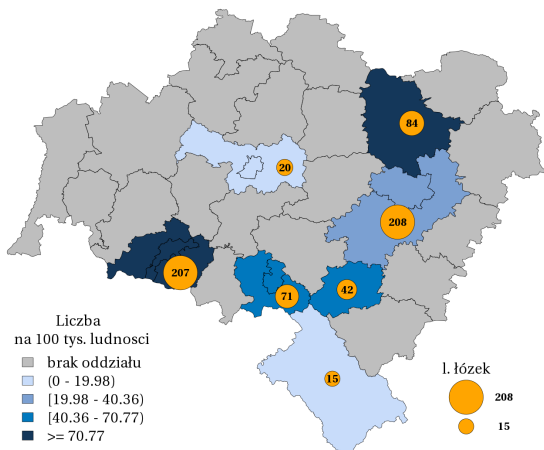 84
20
208
207
42
71
15
Liczba
na 100 tys. ludnosci
brak oddziału
(0 - 19.98)
[19.98 - 40.36)
[40.36 - 70.77)
>= 70.77
l. łózek
208
15